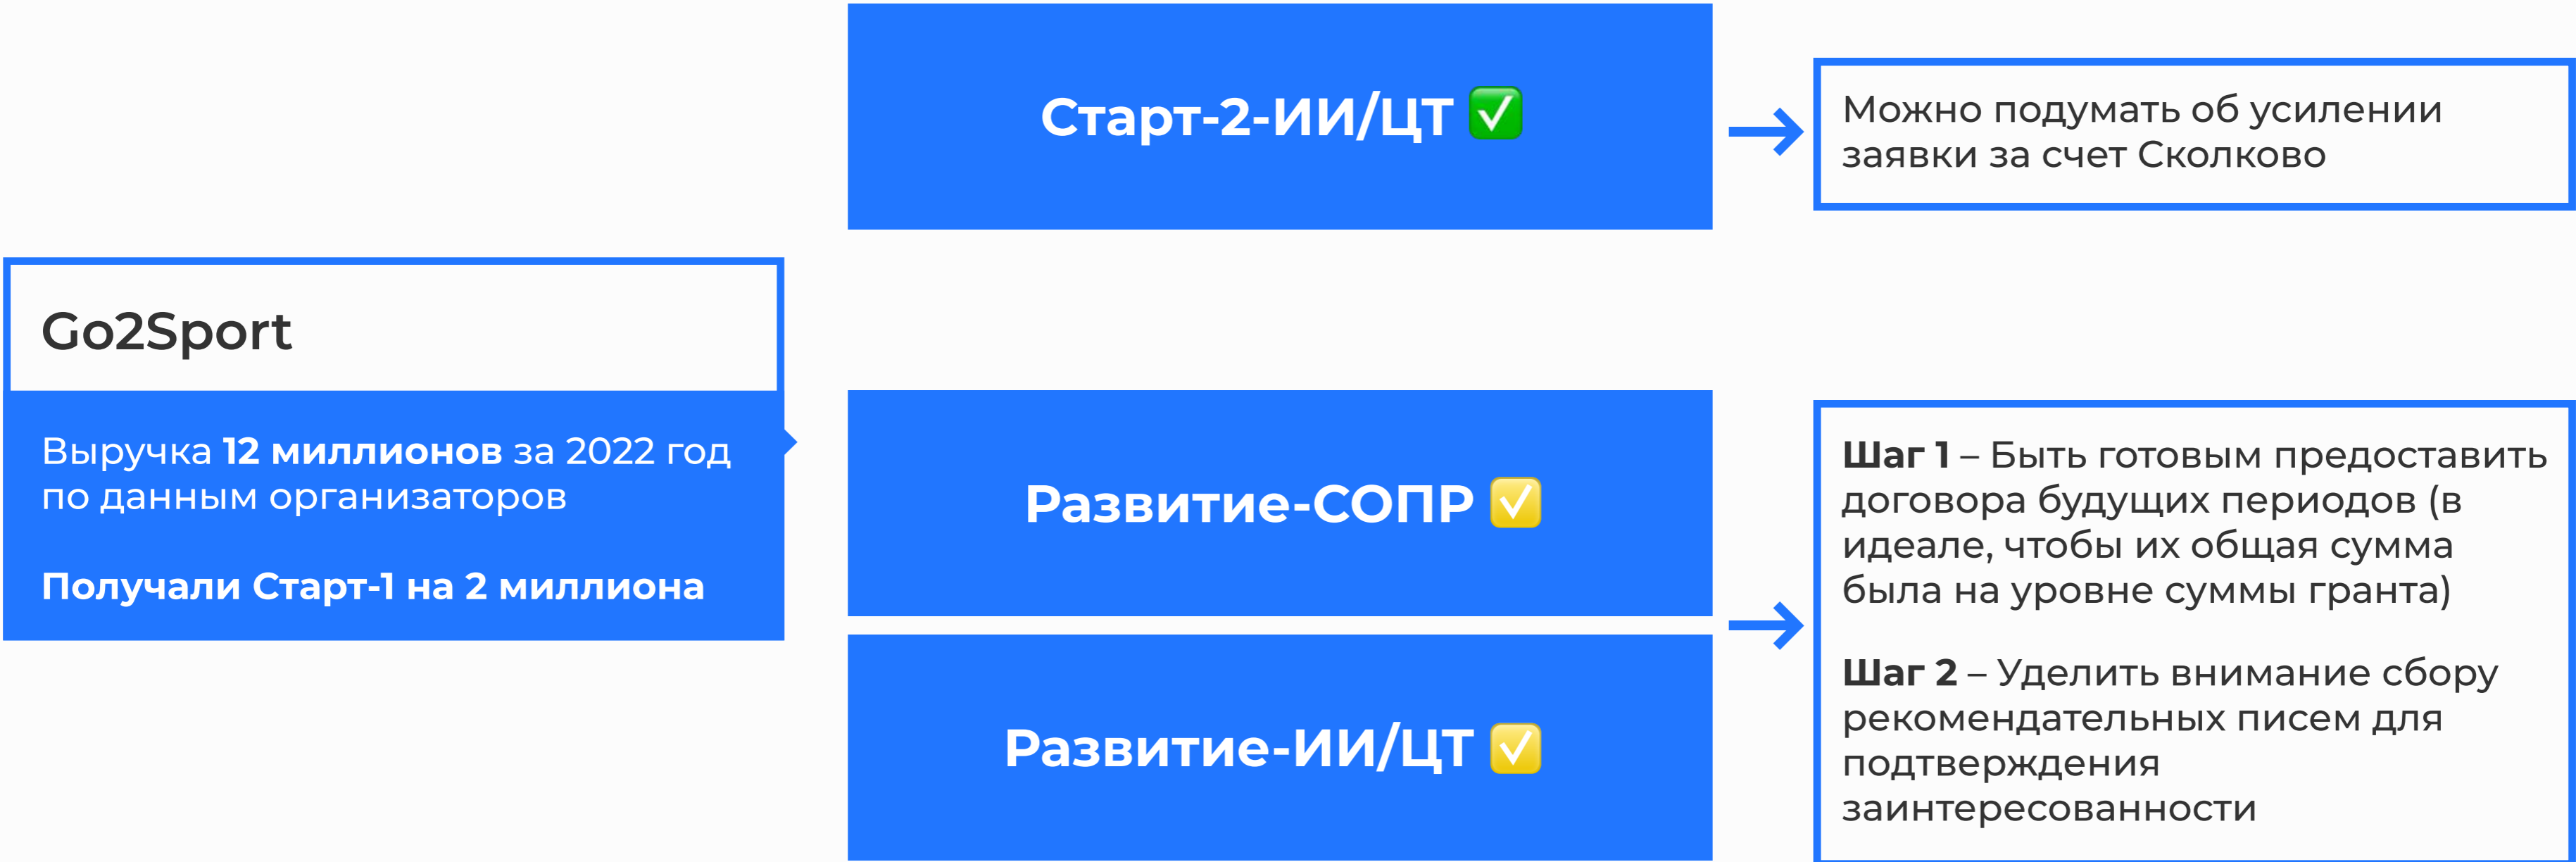 Старт-2-ИИ/ЦТ ✅
Можно подумать об усилении
заявки за счет Сколково
Go2Sport
Выручка 12 миллионов за 2022 год
по данным организаторов
Получали Старт-1 на 2 миллиона
Развитие-СОПР ✅
Развитие-ИИ/ЦТ ✅
Шаг 1 – Быть готовым предоставить
договора будущих периодов (в
идеале, чтобы их общая сумма
была на уровне суммы гранта)
Шаг 2 – Уделить внимание сбору
рекомендательных писем для
подтверждения
заинтересованности